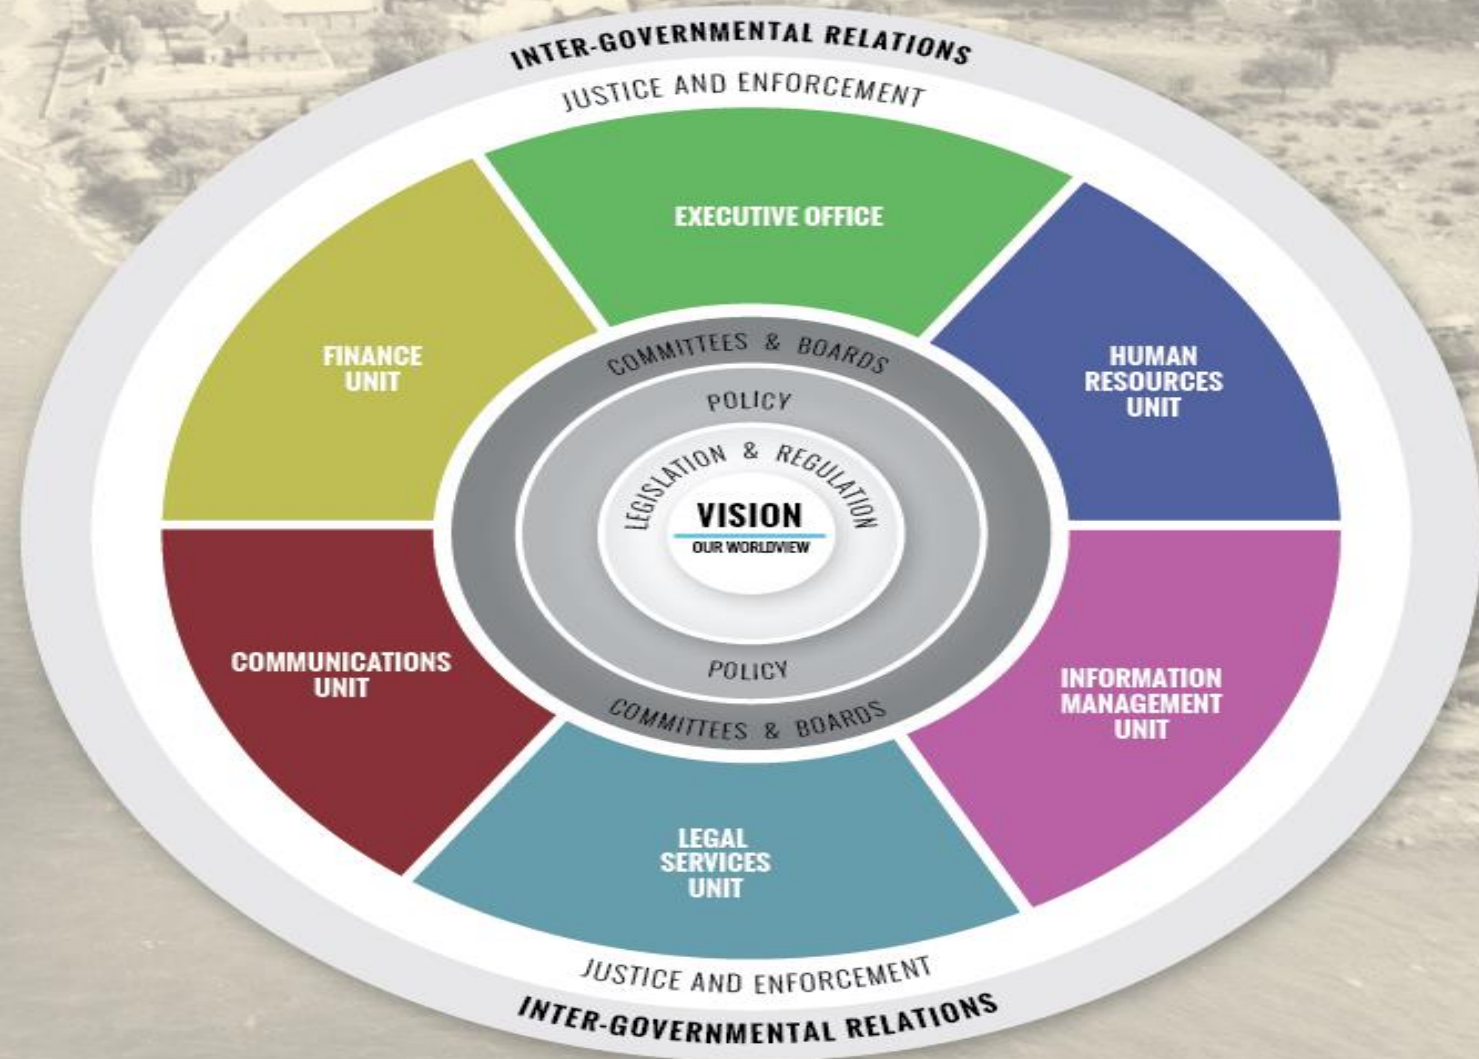 INTER-GOVERNMENTAL RELATIONS
JUSTICE AND ENFORCEMENT
EXECUTIVE OFFICE
FINANCE
UNIT
HUMAN
RESOURCES
UNIT
COMMITTEES & BOARDS
POLICY
LEGISLATION & REGULATION
VISION
OUR WORLDVIEW
POLICY
COMMITTEES & BOARDS
COMMUNICATIONS
UNIT
INFORMATION
MANAGEMENT
UNIT
LEGAL
SERVICES
UNIT
JUSTICE AND ENFORCEMENT
INTER-GOVERNMENTAL RELATIONS